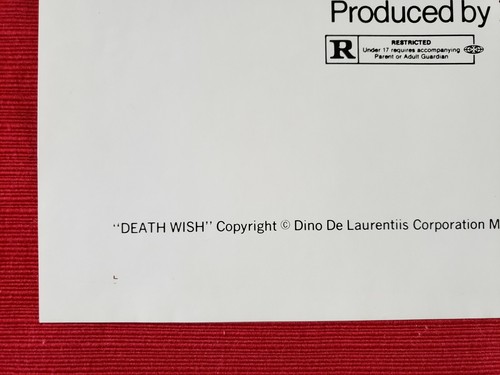 Produced by
R
RESTRICTED
Under 17 requires accompanying
Parent or Adult Guardian
"DEATH WISH" Copyright © Dino De Laurentiis Corporation M